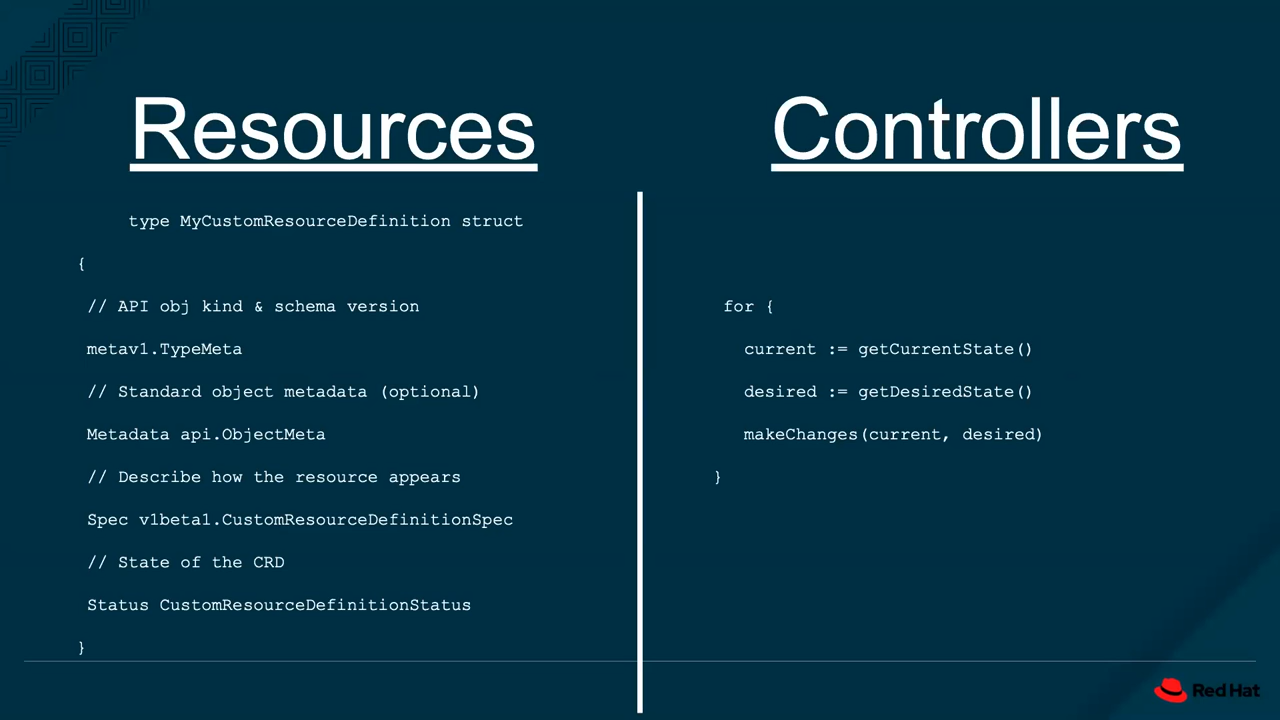 Resources
type MyCustomResourceDefinition struct
{
// API obj kind & schema version
metav1.TypeMeta
// Standard object metadata (optional)
Metadata api.ObjectMeta
// Describe how the resource appears
Spec v1beta1.CustomResourceDefinitionSpec
// State of the CRD
Status CustomResourceDefinitionStatus
}
Controllers
for {
current := getCurrentState()
desired := getDesiredState()
makeChanges(current, desired)
}
Red Hat